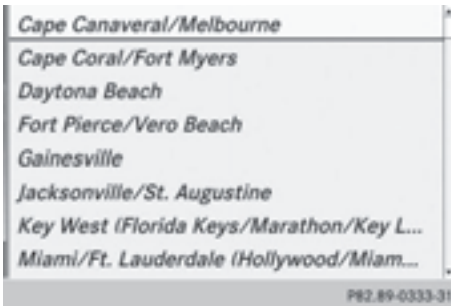 Cape Canaveral/Melbourne
Cape Coral/Fort Myers
Daytona Beach
Fort Pierce/Vero Beach
Gainesville
Jacksonville/St. Augustine
Key West (Florida Keys/Marathon/Key L...
Miami/Ft. Lauderdale (Hollywood/Miam...
P82.89-0333-31